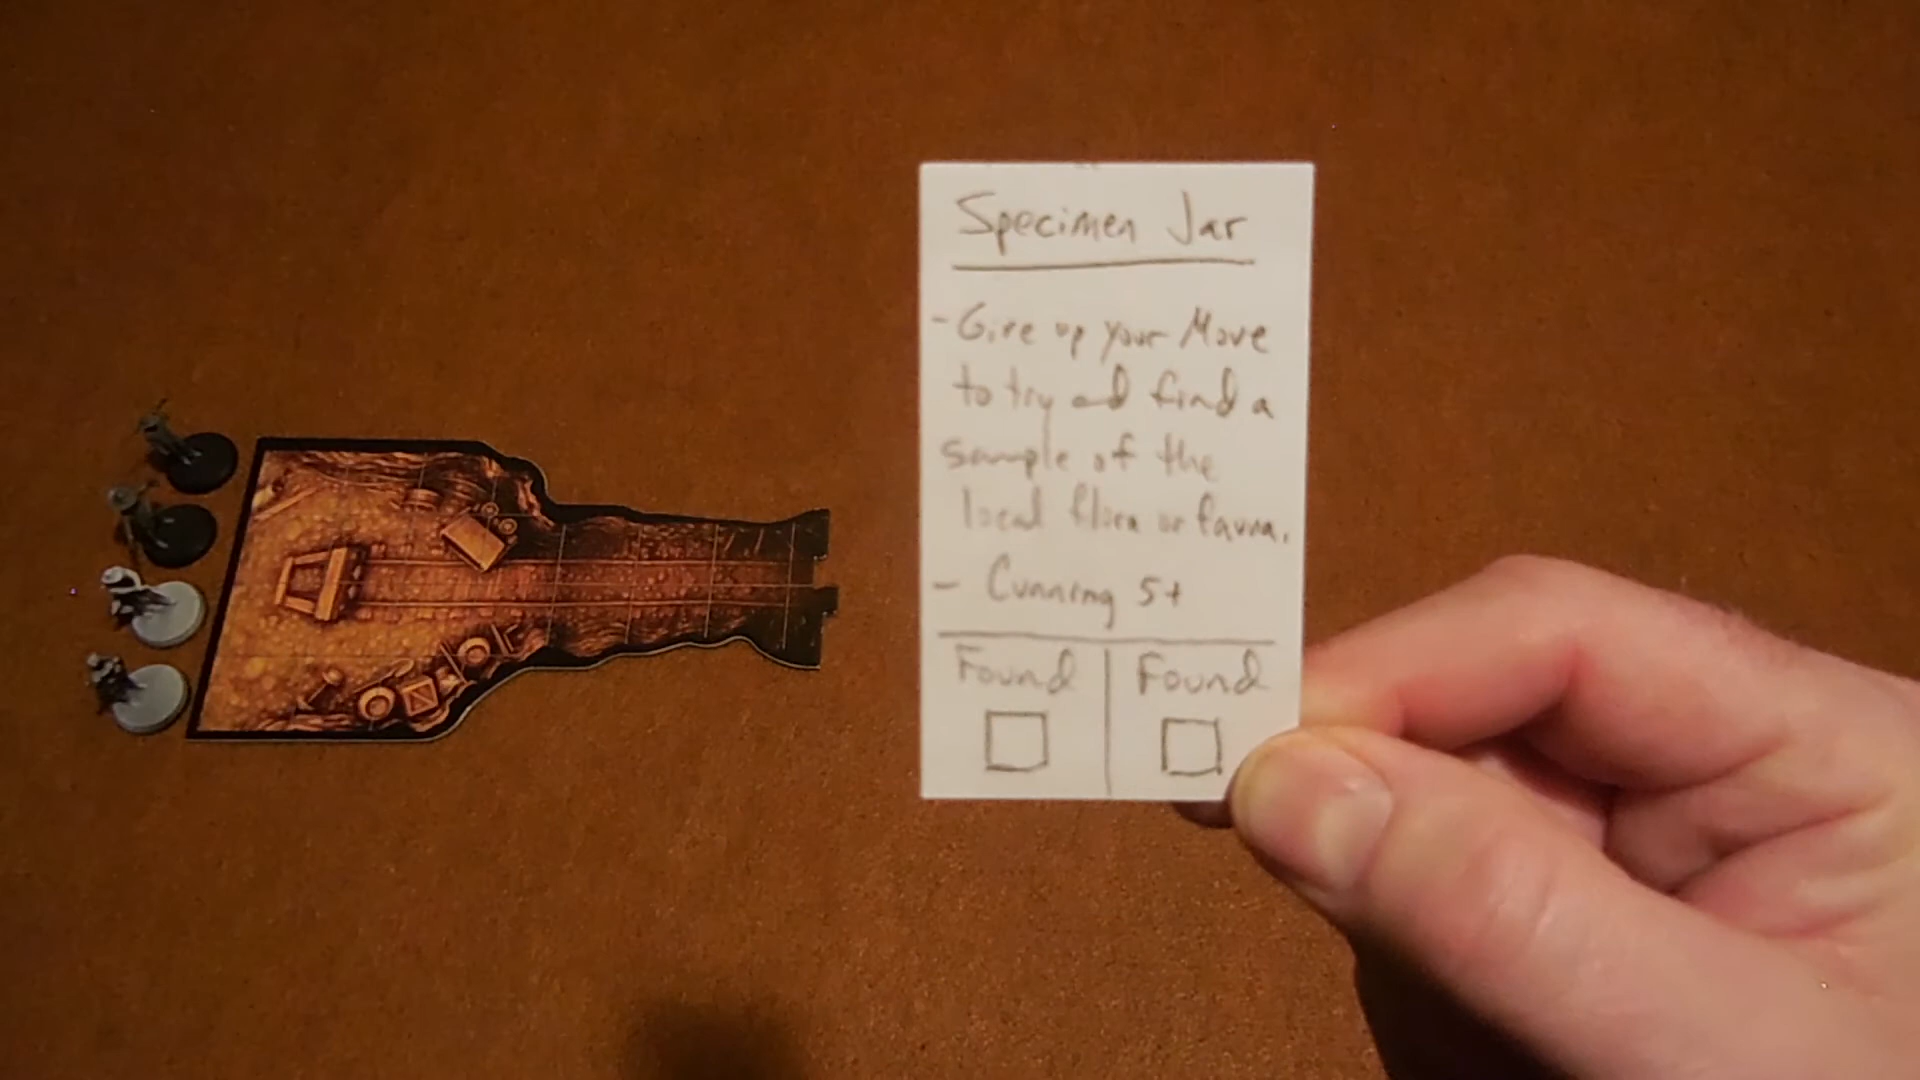 Specimen Jar
- Give up your Move
to try and find a
sample of the
local flora or fauna.
- Cunning 5+
Found Found